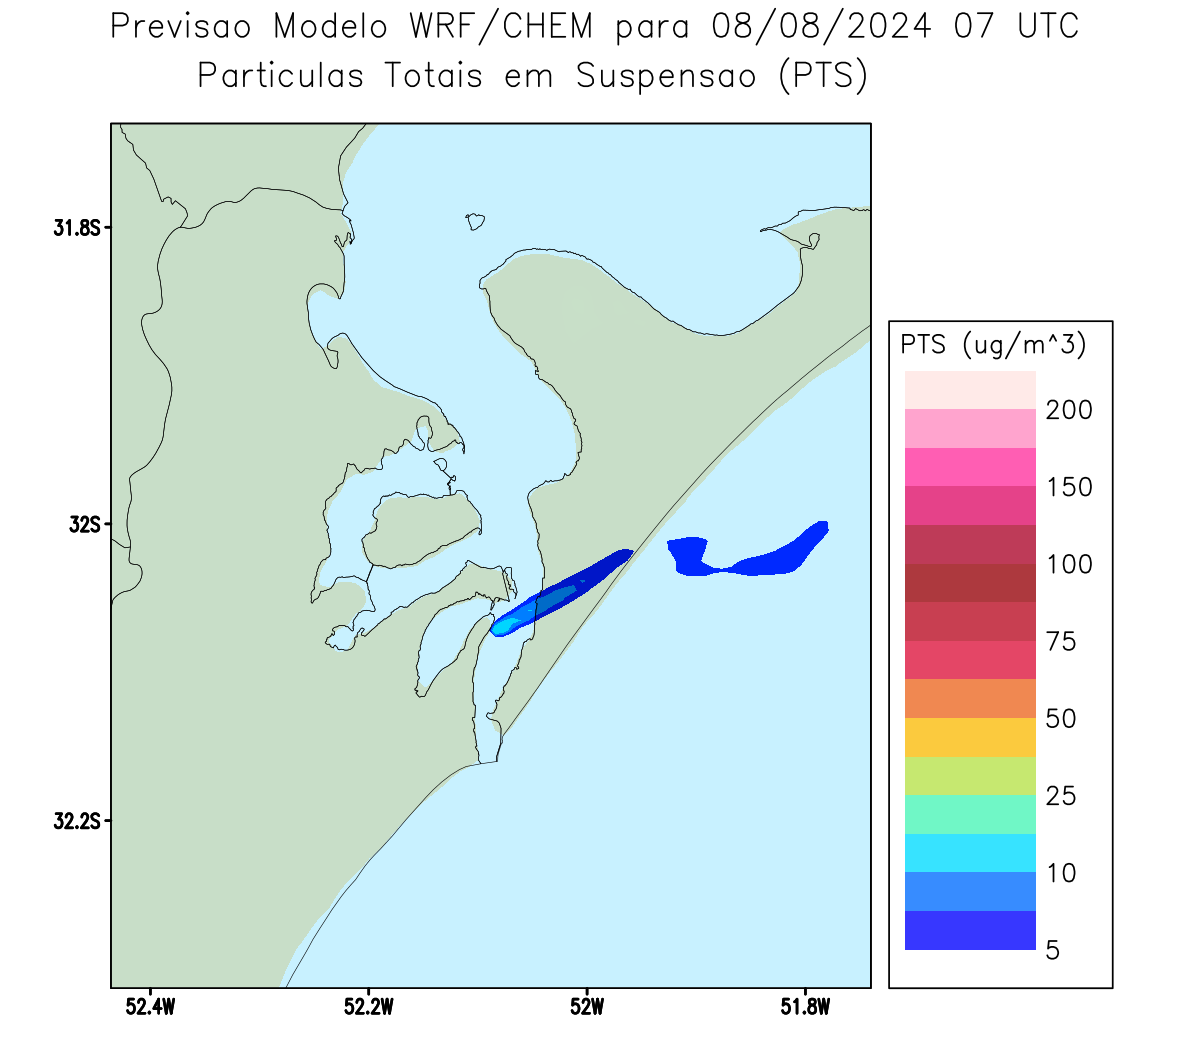 Previsao Modelo WRF/CHEM para 08/08/2024 07 UTC
Particulas Totais em Suspensao (PTS)
31.8S
32S
32.2S
52.4W
52.2W
52W
51.8W
PTS (ug/m^3)
200
150
100
75
50
25
10
5